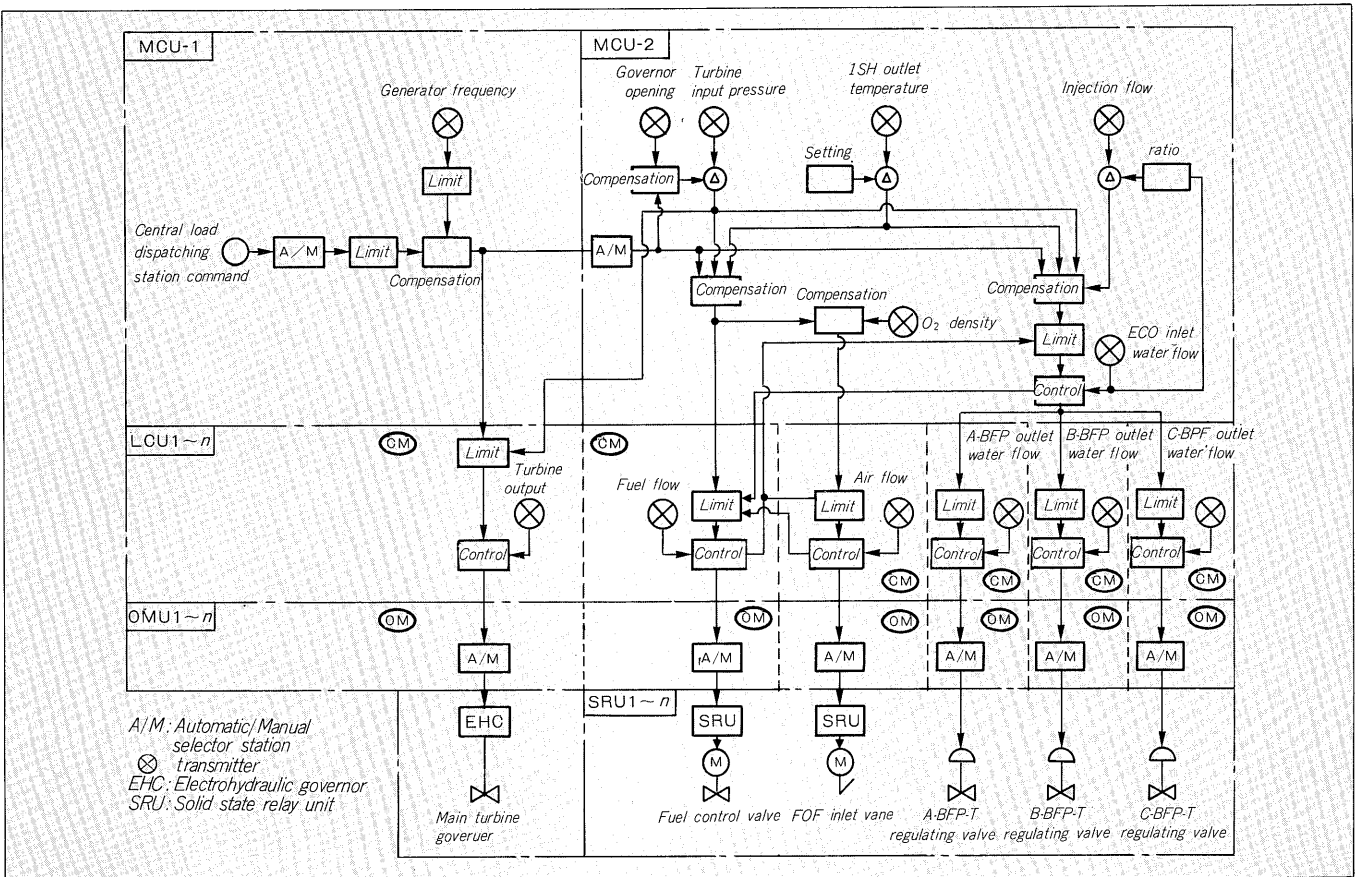 MCU-1
MCU-2
Generator frequency
Governor
opening
Turbine
input pressure
1SH outlet
temperature
Injection flow
Setting
ratio
Limit
Compensation
Δ
Δ
Δ
Central load
dispatching
station command
A/M
Limit
Compensation
A/M
Compensation
Compensation
Compensation
O₂ density
Limit
ECO inlet
water flow
Control
LCU1~n
CM
CM
Limit
Turbine
output
Fuel flow
Limit
Limit
Air flow
A-BFP outlet
water flow
B-BFP outlet
water flow
C-BPF outlet
water flow
Limit
Limit
Limit
Control
Control
Control
Control
Control
Control
CM
CM
CM
CM
OMU1~n
OM
OM
OM
OM
OM
OM
A/M
A/M
A/M
A/M
A/M
A/M
SRU1~n
EHC
SRU
SRU
M
M
A/M: Automatic/Manual
selector station
transmitter
EHC: Electrohydraulic governor
SRU: Solid state relay unit
Main turbine
goveruer
Fuel control valve
FOF inlet vane
A-BFP-T
regulating valve
B-BFP-T
regulating valve
C-BFP-T
regulating valve